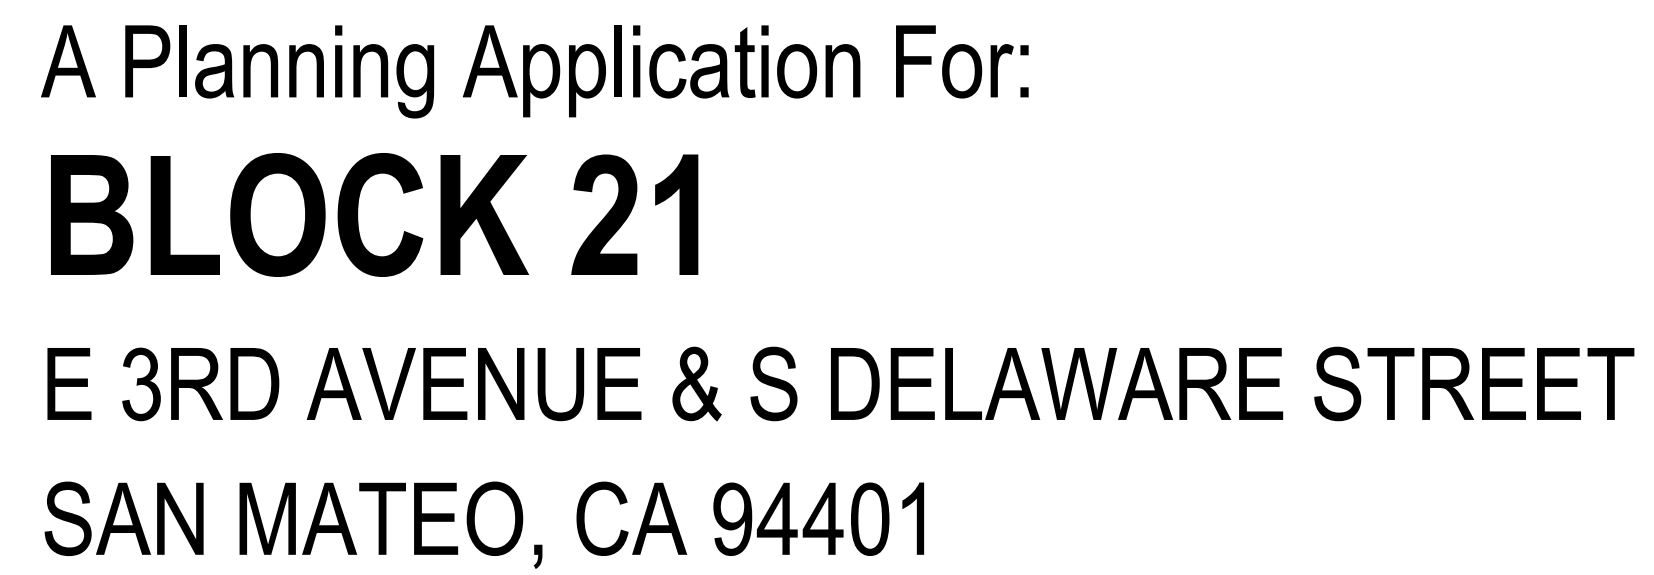 A Planning Application For:
BLOCK 21
E 3RD AVENUE & S DELAWARE STREET
SAN MATEO, CA 94401